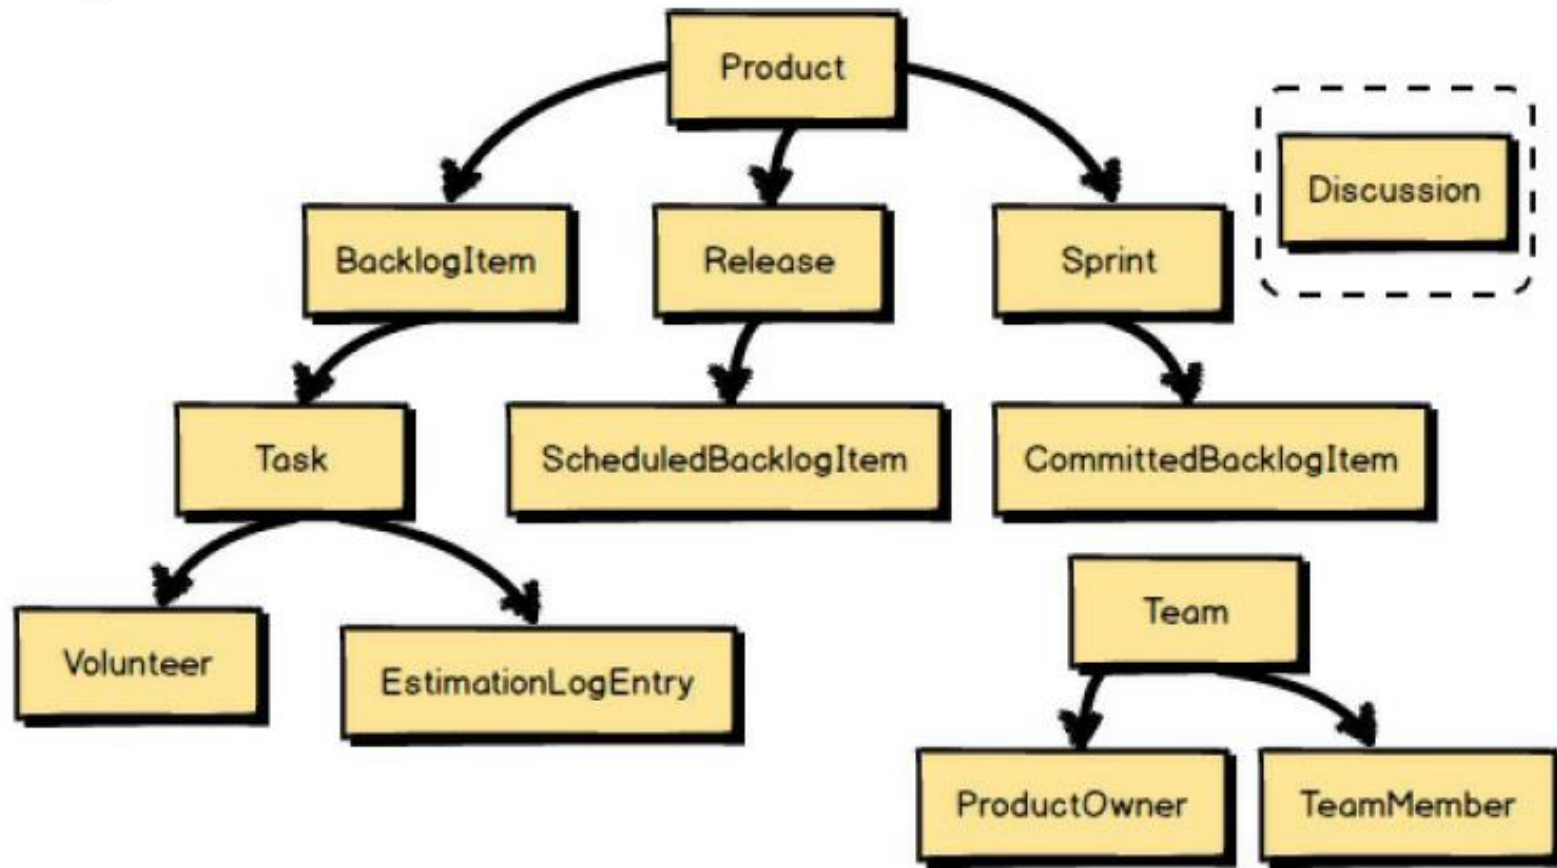 Product
Discussion
BacklogItem
Release
Sprint
Task
ScheduledBacklogItem
CommittedBacklogItem
Team
Volunteer
EstimationLogEntry
ProductOwner
TeamMember